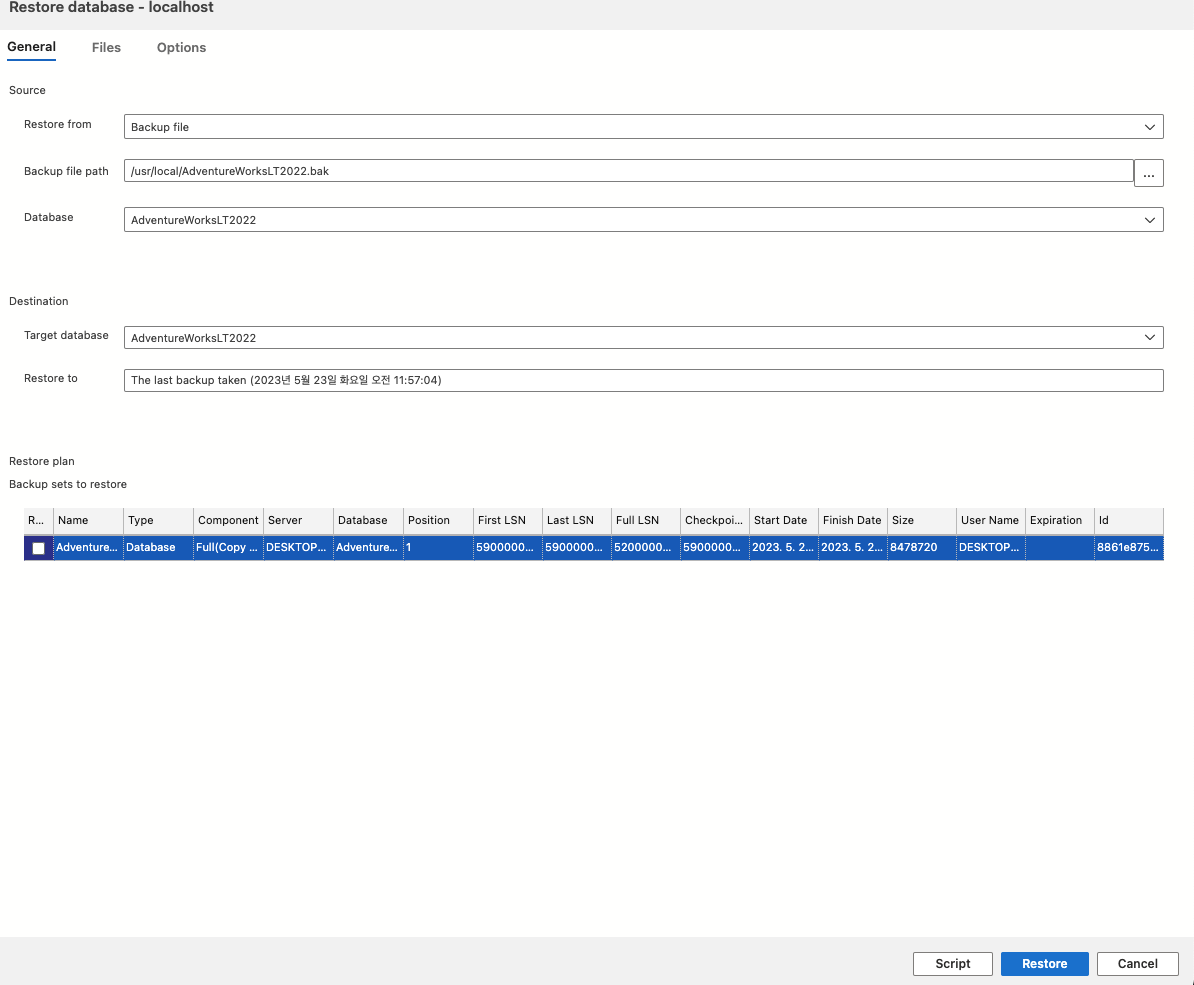 Restore database - localhost
General Files Options
Source
Restore from Backup file
Backup file path /usr/local/AdventureWorksLT2022.bak ...
Database AdventureWorksLT2022
Destination
Target database AdventureWorksLT2022
Restore to The last backup taken (2023년 5월 23일 화요일 오전 11:57:04)
Restore plan
Backup sets to restore
R... Name Type Component Server Database Position First LSN Last LSN Full LSN Checkpoi... Start Date Finish Date Size User Name Expiration Id
Adventure... Database Full(Copy ... DESKTOP... Adventure... 1 5900000... 5900000... 5200000... 5900000... 2023. 5. 2... 2023. 5. 2... 8478720 DESKTOP... 8861e875...
Script Restore Cancel